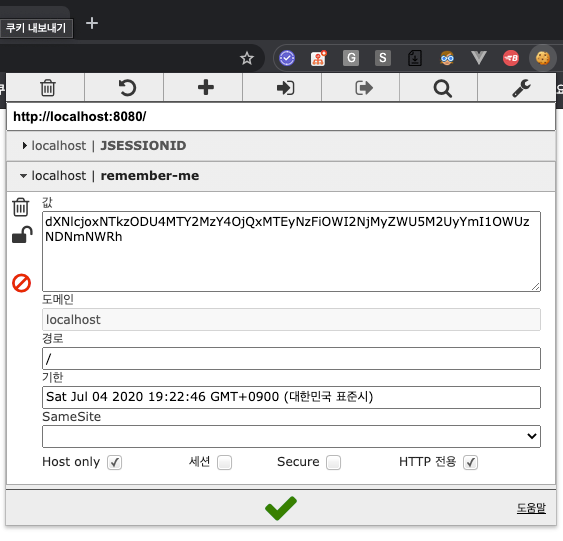 쿠키 내보내기
G
S
http://localhost:8080/
localhost | JSESSIONID
localhost | remember-me
값
dXNlcjoxNTkzODU4MTY2MzY4OjQxMTEyNzFiOWI2NjMyZWU5M2UyYmI1OWUz
NDNmNWRh
도메인
localhost
경로
/
기한
Sat Jul 04 2020 19:22:46 GMT+0900 (대한민국 표준시)
SameSite
Host only 세션 Secure HTTP 전용
도움말